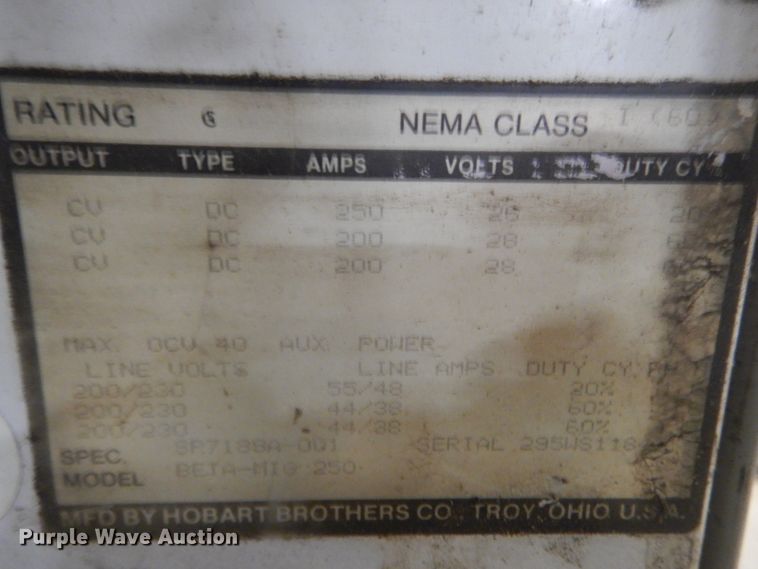 RATING NEMA CLASS I (60)
OUTPUT TYPE AMPS VOLTS DUTY CY
CV DC 250 26 20
CV DC 200 28
CV DC 200 28
MAX. OCV 40 AUX. POWER
LINE VOLTS LINE AMPS DUTY CY.
200/230 55/48 20%
200/230 44/38 60%
200/230 44/38 60%
SPEC. SERIAL
MODEL BETA-MIG 250
MFD BY HOBART BROTHERS CO. TROY, OHIO U.S.A.
Purple Wave Auction